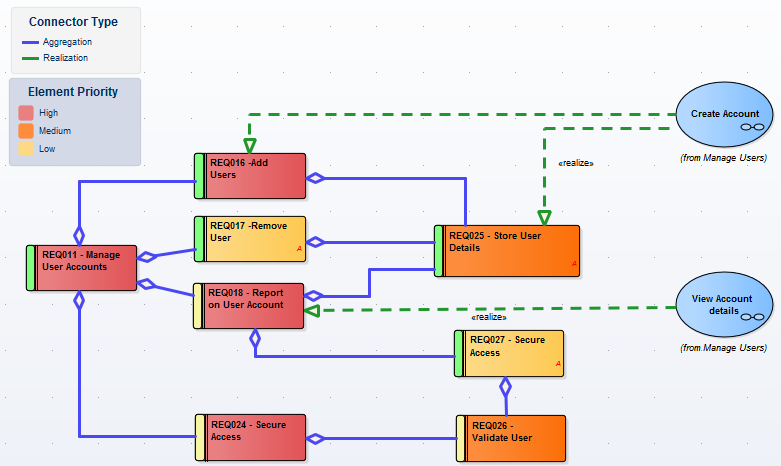 Connector Type
Aggregation
Realization
Element Priority
High
Medium
Low
Create Account
(from Manage Users)
«realize»
REQ016 -Add
Users
REQ017 -Remove
User
A
REQ025 - Store User
Details
A
REQ011 - Manage
User Accounts
REQ018 - Report
on User Account
«realize»
View Account
details
(from Manage Users)
REQ027 - Secure
Access
A
REQ024 - Secure
Access
REQ026 -
Validate User